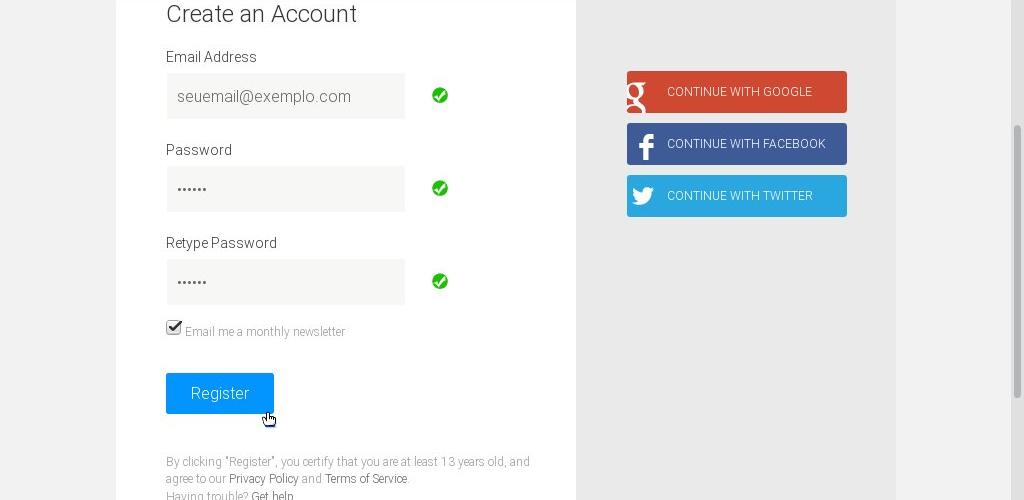 Create an Account
Email Address
seuemail@exemplo.com
Password
••••••
Retype Password
••••••
Email me a monthly newsletter
Register
By clicking "Register", you certify that you are at least 13 years old, and
agree to our Privacy Policy and Terms of Service.
Having trouble? Get help
CONTINUE WITH GOOGLE
CONTINUE WITH FACEBOOK
CONTINUE WITH TWITTER